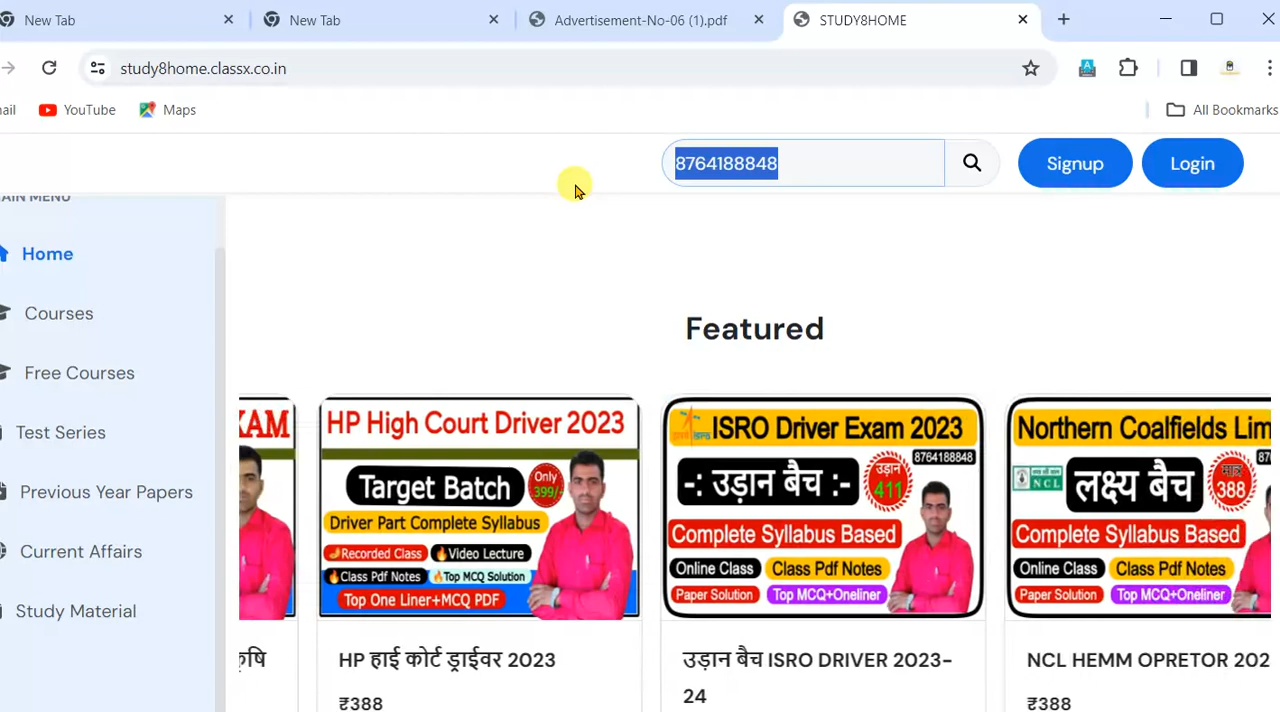 New Tab
New Tab
Advertisement-No-06 (1).pdf
STUDY8HOME
study8home.classx.co.in
ail
YouTube
Maps
All Bookmarks
8764188848
Signup
Login
AIN MENU
Home
Courses
Free Courses
Test Series
Previous Year Papers
Current Affairs
Study Material
Featured
XAM
HP High Court Driver 2023
Target Batch
Only
399/-
Driver Part Complete Syllabus
Recorded Class
Video Lecture
Class Pdf Notes
Top MCQ Solution
Top One Liner+MCQ PDF
ISRO Driver Exam 2023
8764188848
-: उड़ान बैच :-
उड़ान
411
Complete Syllabus Based
Online Class
Class Pdf Notes
Paper Solution
Top MCQ+Oneliner
Northern Coalfields Lim
NCL
लक्ष्य बैच
मात्र
388
Complete Syllabus Based
Online Class
Class Pdf Notes
Paper Solution
Top MCQ+Oneliner
कृषि
HP हाई कोर्ट ड्राईवर 2023
₹388
उड़ान बैच ISRO DRIVER 2023-
24
NCL HEMM OPRETOR 202
₹388